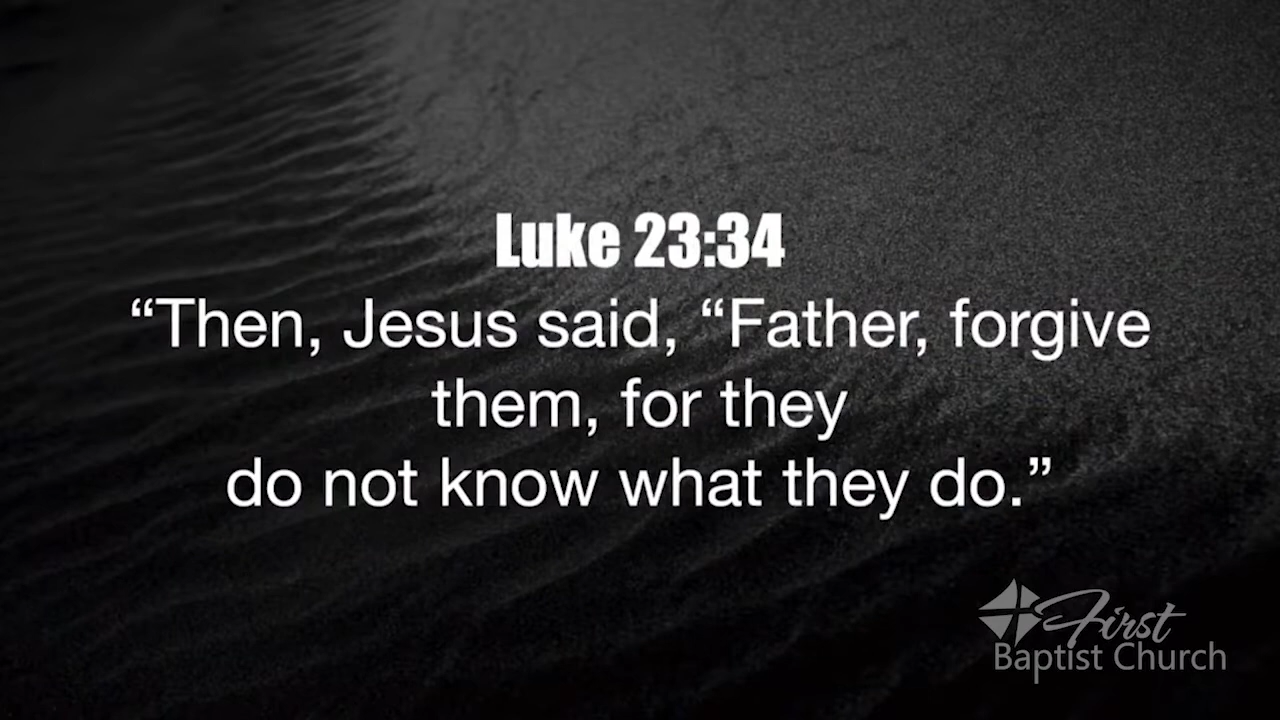 Luke 23:34
“Then, Jesus said, “Father, forgive
them, for they
do not know what they do.”
First
Baptist Church